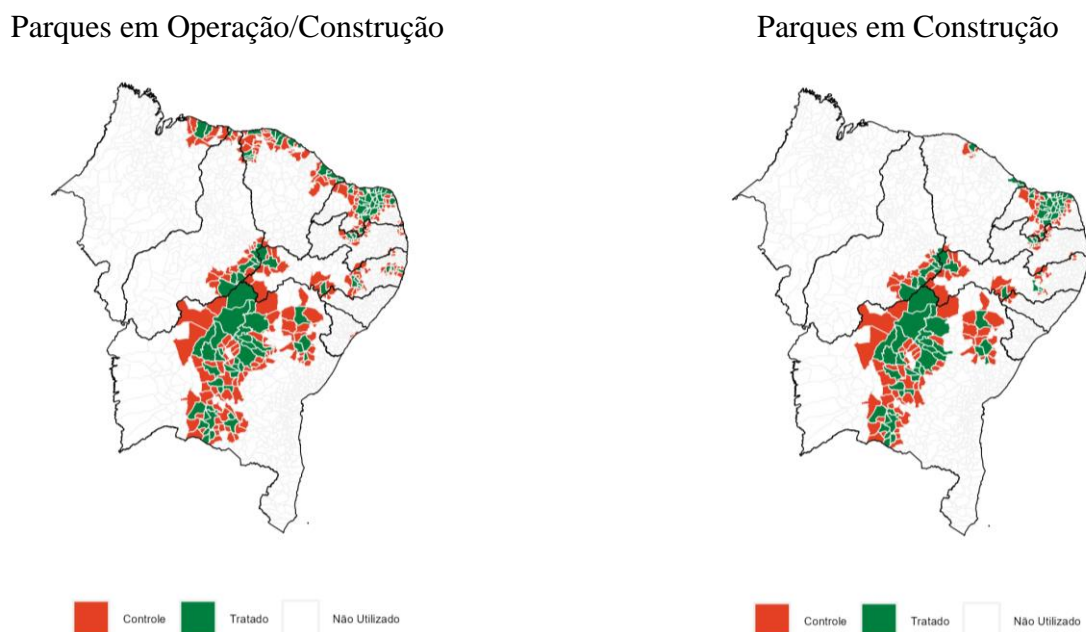 Parques em Operação/Construção
Parques em Construção
Controle Tratado Não Utilizado
Controle Tratado Não Utilizado